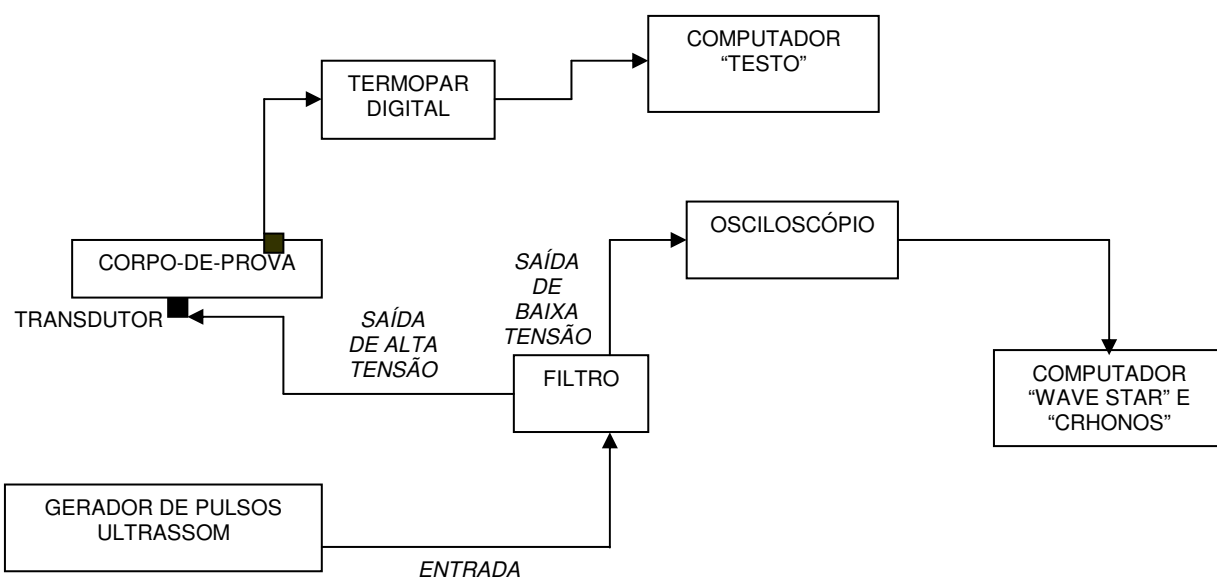 COMPUTADOR
“TESTO”
TERMOPAR
DIGITAL
OSCILOSCÓPIO
CORPO-DE-PROVA
TRANSDUTOR
SAÍDA
DE ALTA
TENSÃO
SAÍDA
DE
BAIXA
TENSÃO
FILTRO
COMPUTADOR
“WAVE STAR” E
“CRHONOS”
GERADOR DE PULSOS
ULTRASSOM
ENTRADA